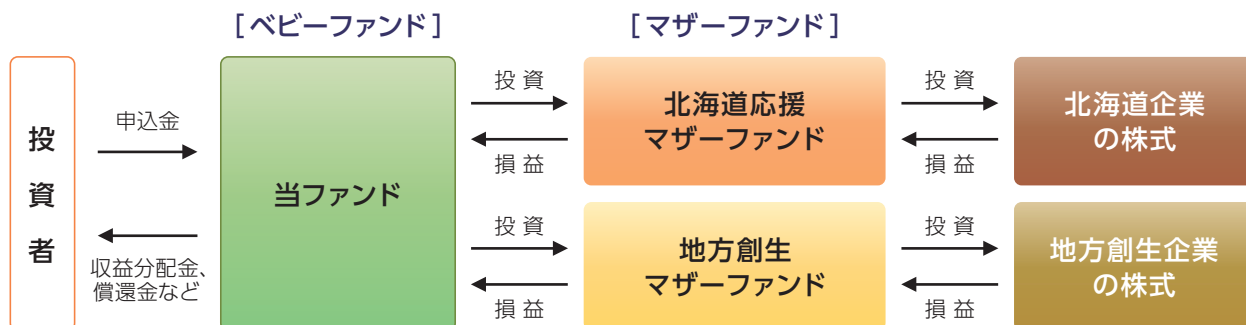 [ベビーファンド]
[マザーファンド]
投資者
申込金
収益分配金、
償還金など
当ファンド
投資
損益
北海道応援
マザーファンド
投資
損益
北海道企業
の株式
投資
損益
地方創生
マザーファンド
投資
損益
地方創生企業
の株式